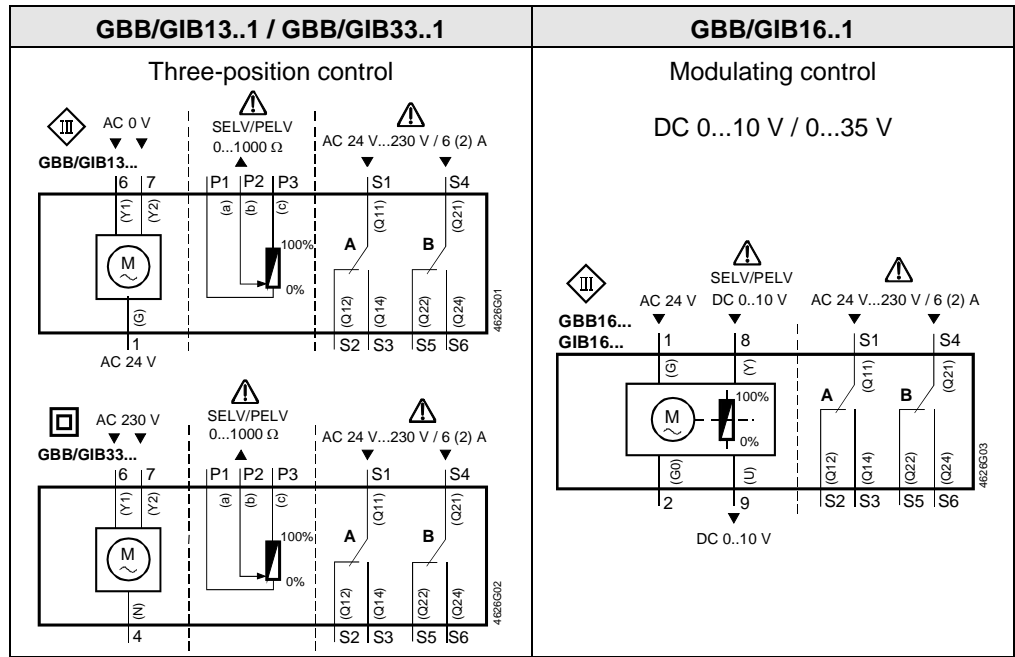 GBB/GIB13..1 / GBB/GIB33..1
Three-position control
III
AC 0 V
SELV/PELV
0...1000 Ω
AC 24 V...230 V / 6 (2) A
GBB/GIB13...
6 7 P1 P2 P3 S1 S4
(Y1) (Y2) (a) (b) (c) (Q11) (Q21)
A B
100%
M
0%
(G) (Q12) (Q14) (Q22) (Q24)
1 S2 S3 S5 S6
AC 24 V
4626G01
AC 230 V
SELV/PELV
0...1000 Ω
AC 24 V...230 V / 6 (2) A
GBB/GIB33...
6 7 P1 P2 P3 S1 S4
(Y1) (Y2) (a) (b) (c) (Q11) (Q21)
A B
100%
M
0%
(N) (Q12) (Q14) (Q22) (Q24)
4 S2 S3 S5 S6
4626G02
GBB/GIB16..1
Modulating control
DC 0...10 V / 0...35 V
III
AC 24 V
SELV/PELV
DC 0..10 V
AC 24 V...230 V / 6 (2) A
GBB16...
GIB16...
1 8 S1 S4
(G) (Y) (Q11) (Q21)
A B
100%
M
0%
(G0) (U) (Q12) (Q14) (Q22) (Q24)
2 9 S2 S3 S5 S6
DC 0..10 V
4626G03